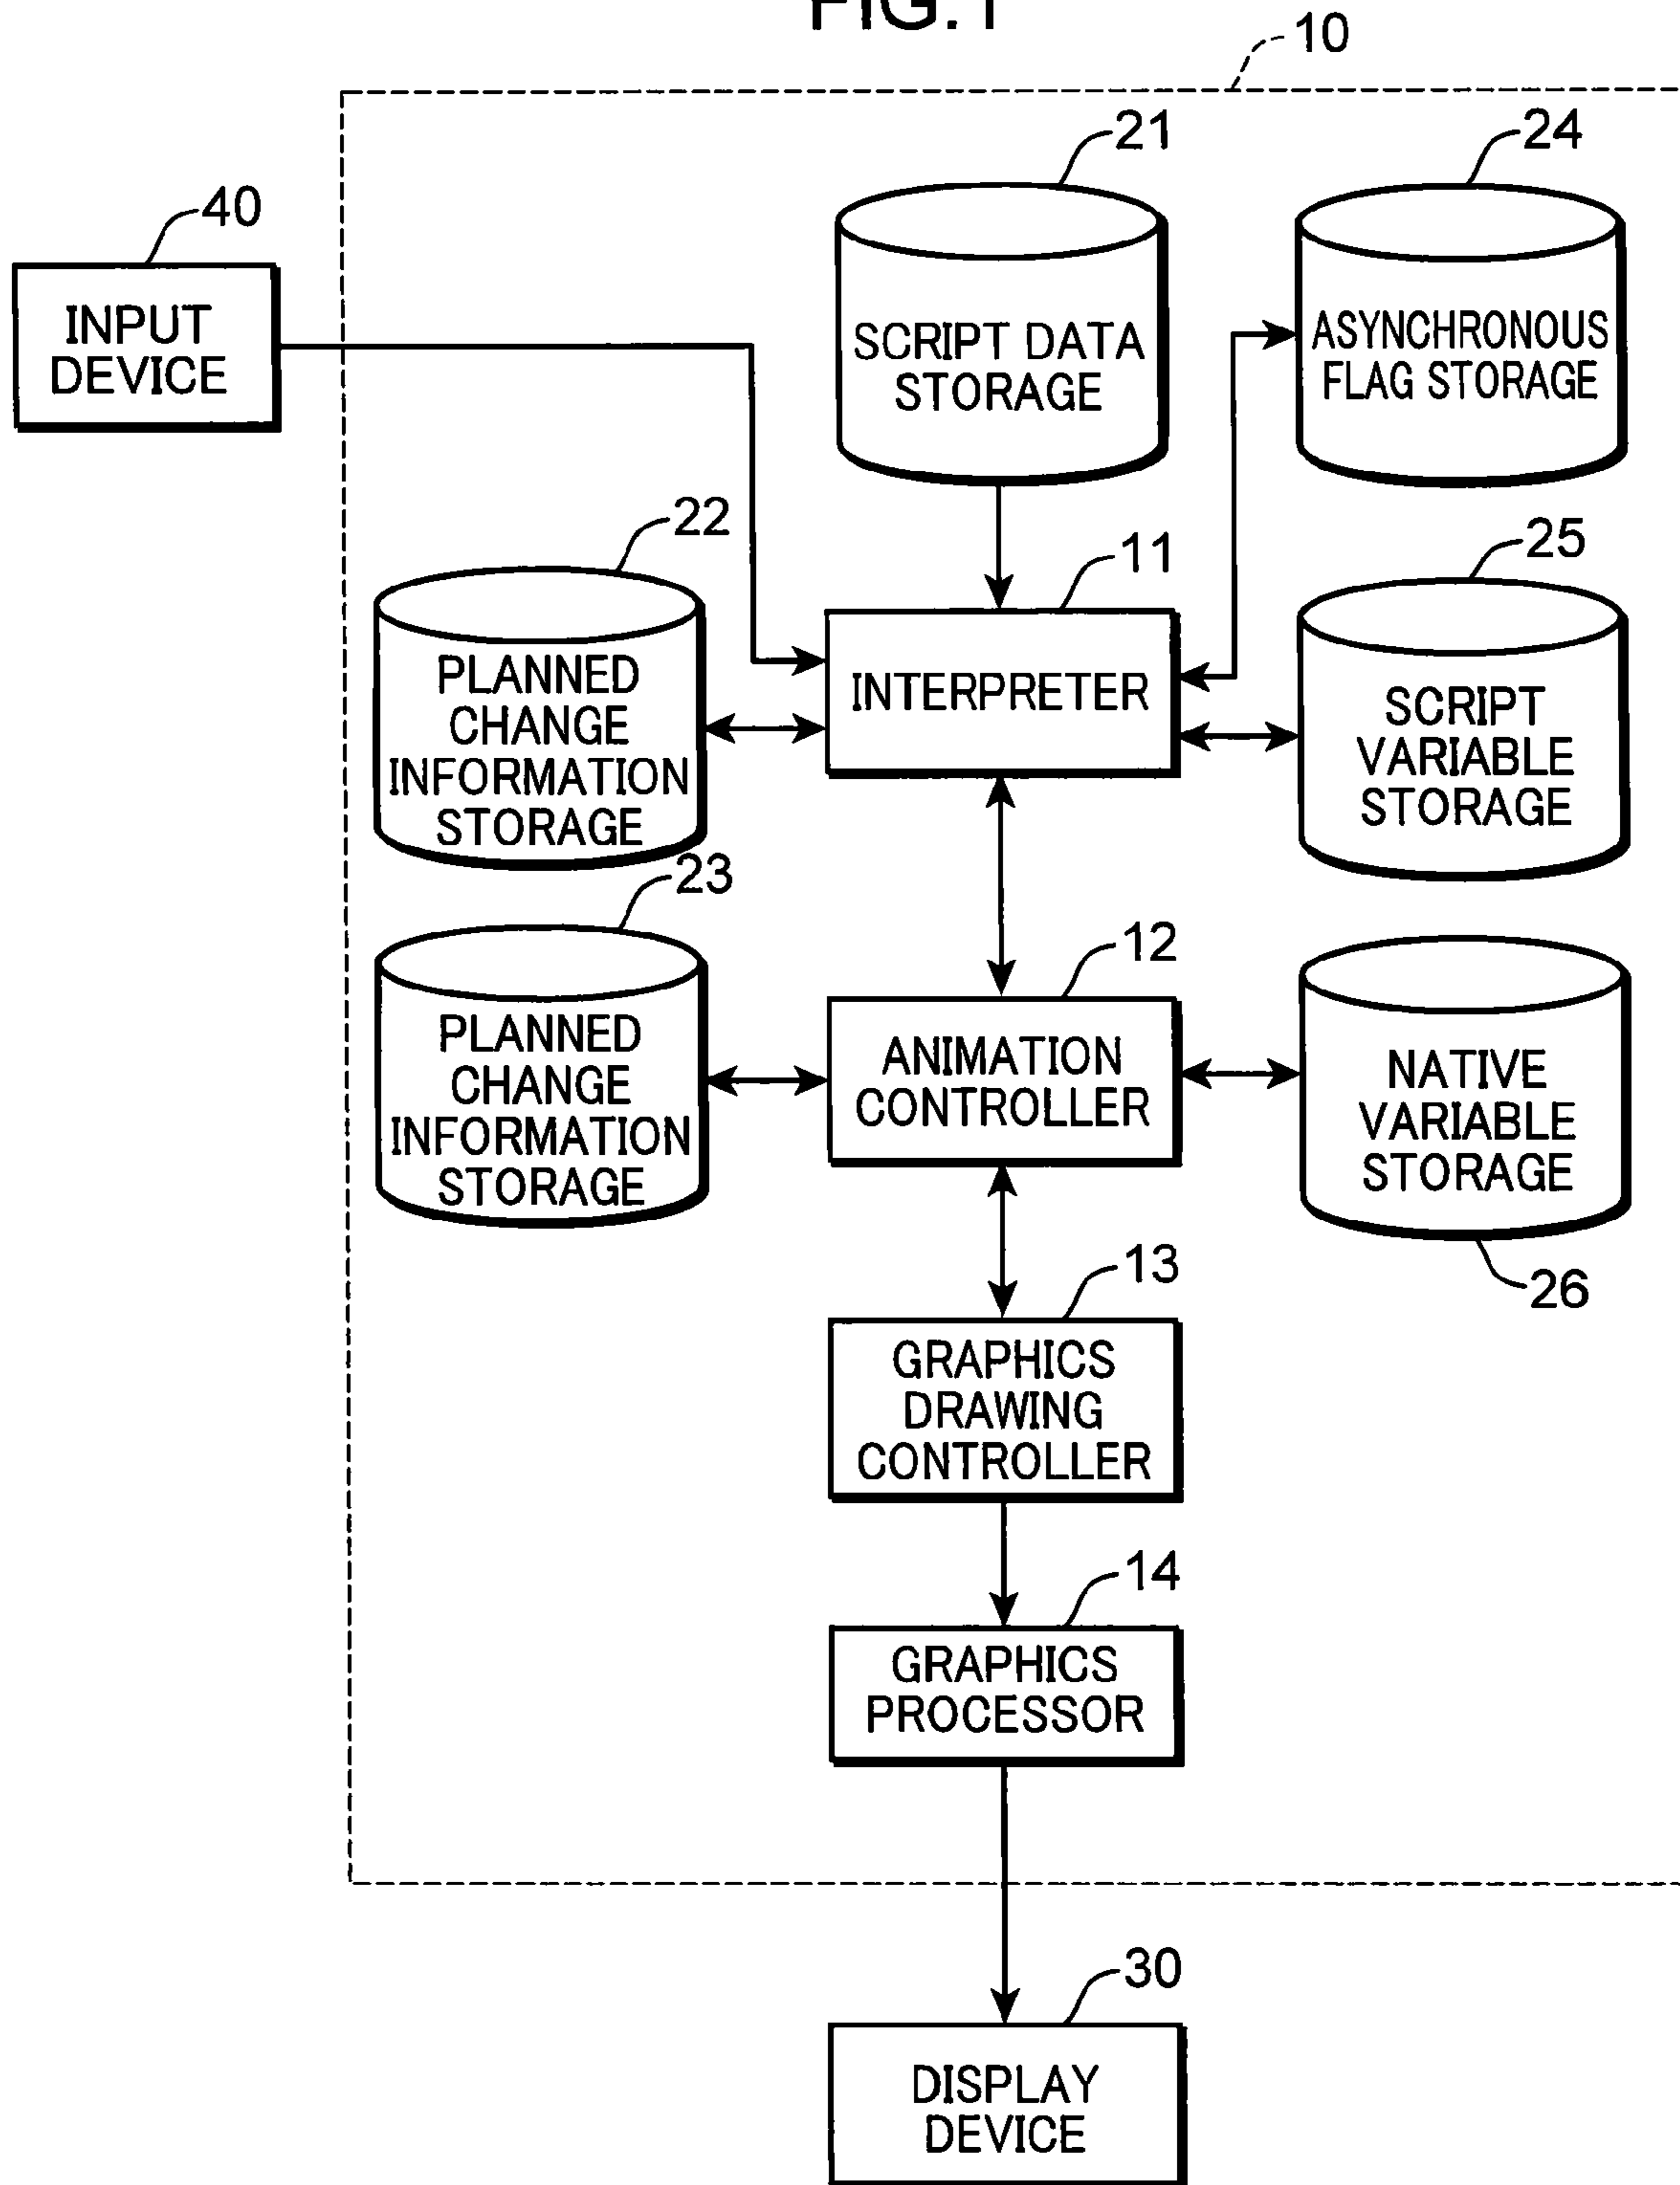 FIG.1
10
21
24
40
INPUT
DEVICE
SCRIPT DATA
STORAGE
ASYNCHRONOUS
FLAG STORAGE
22
11
25
PLANNED
CHANGE
INFORMATION
STORAGE
INTERPRETER
SCRIPT
VARIABLE
STORAGE
23
12
PLANNED
CHANGE
INFORMATION
STORAGE
ANIMATION
CONTROLLER
NATIVE
VARIABLE
STORAGE
26
13
GRAPHICS
DRAWING
CONTROLLER
14
GRAPHICS
PROCESSOR
30
DISPLAY
DEVICE